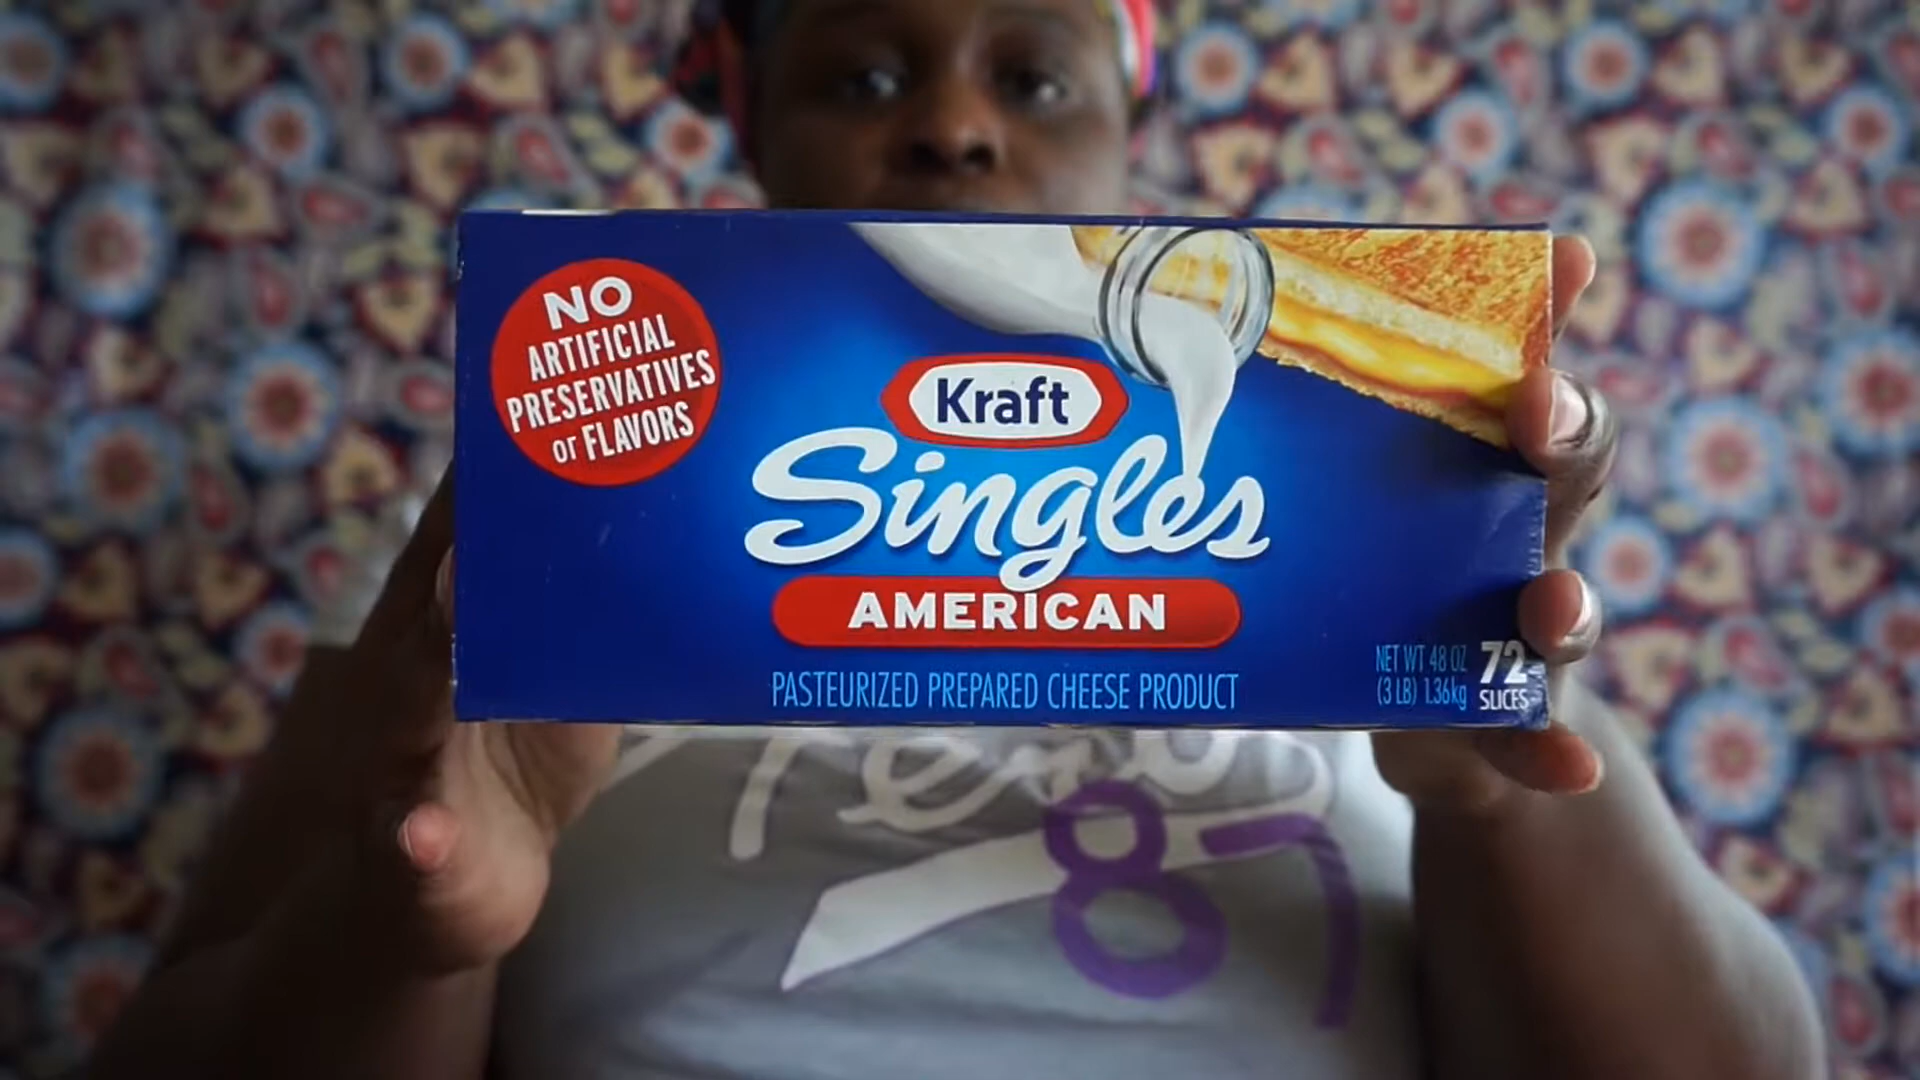 NO
ARTIFICIAL
PRESERVATIVES
or FLAVORS
Kraft
Singles
AMERICAN
PASTEURIZED PREPARED CHEESE PRODUCT
NET WT 48 OZ
(3 LB) 1.36kg
72
SLICES
87